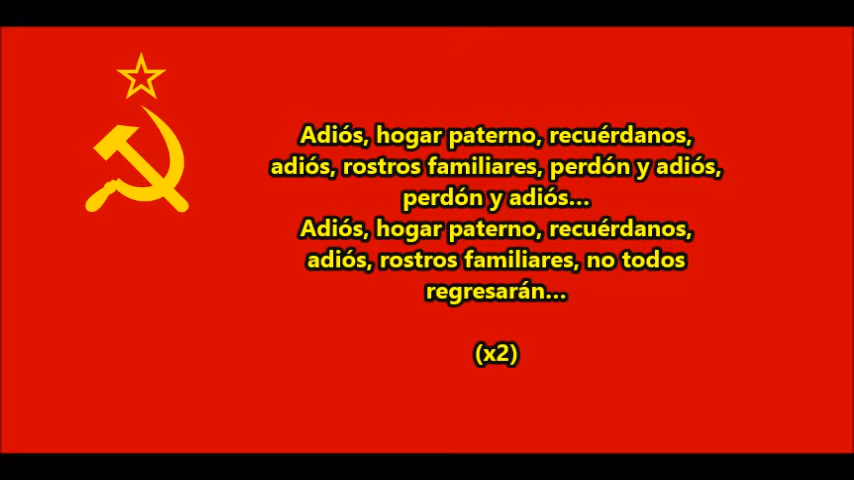 Adiós, hogar paterno, recuérdanos,
adiós, rostros familiares, perdón y adiós,
perdón y adiós...
Adiós, hogar paterno, recuérdanos,
adiós, rostros familiares, no todos
regresarán...
(x2)